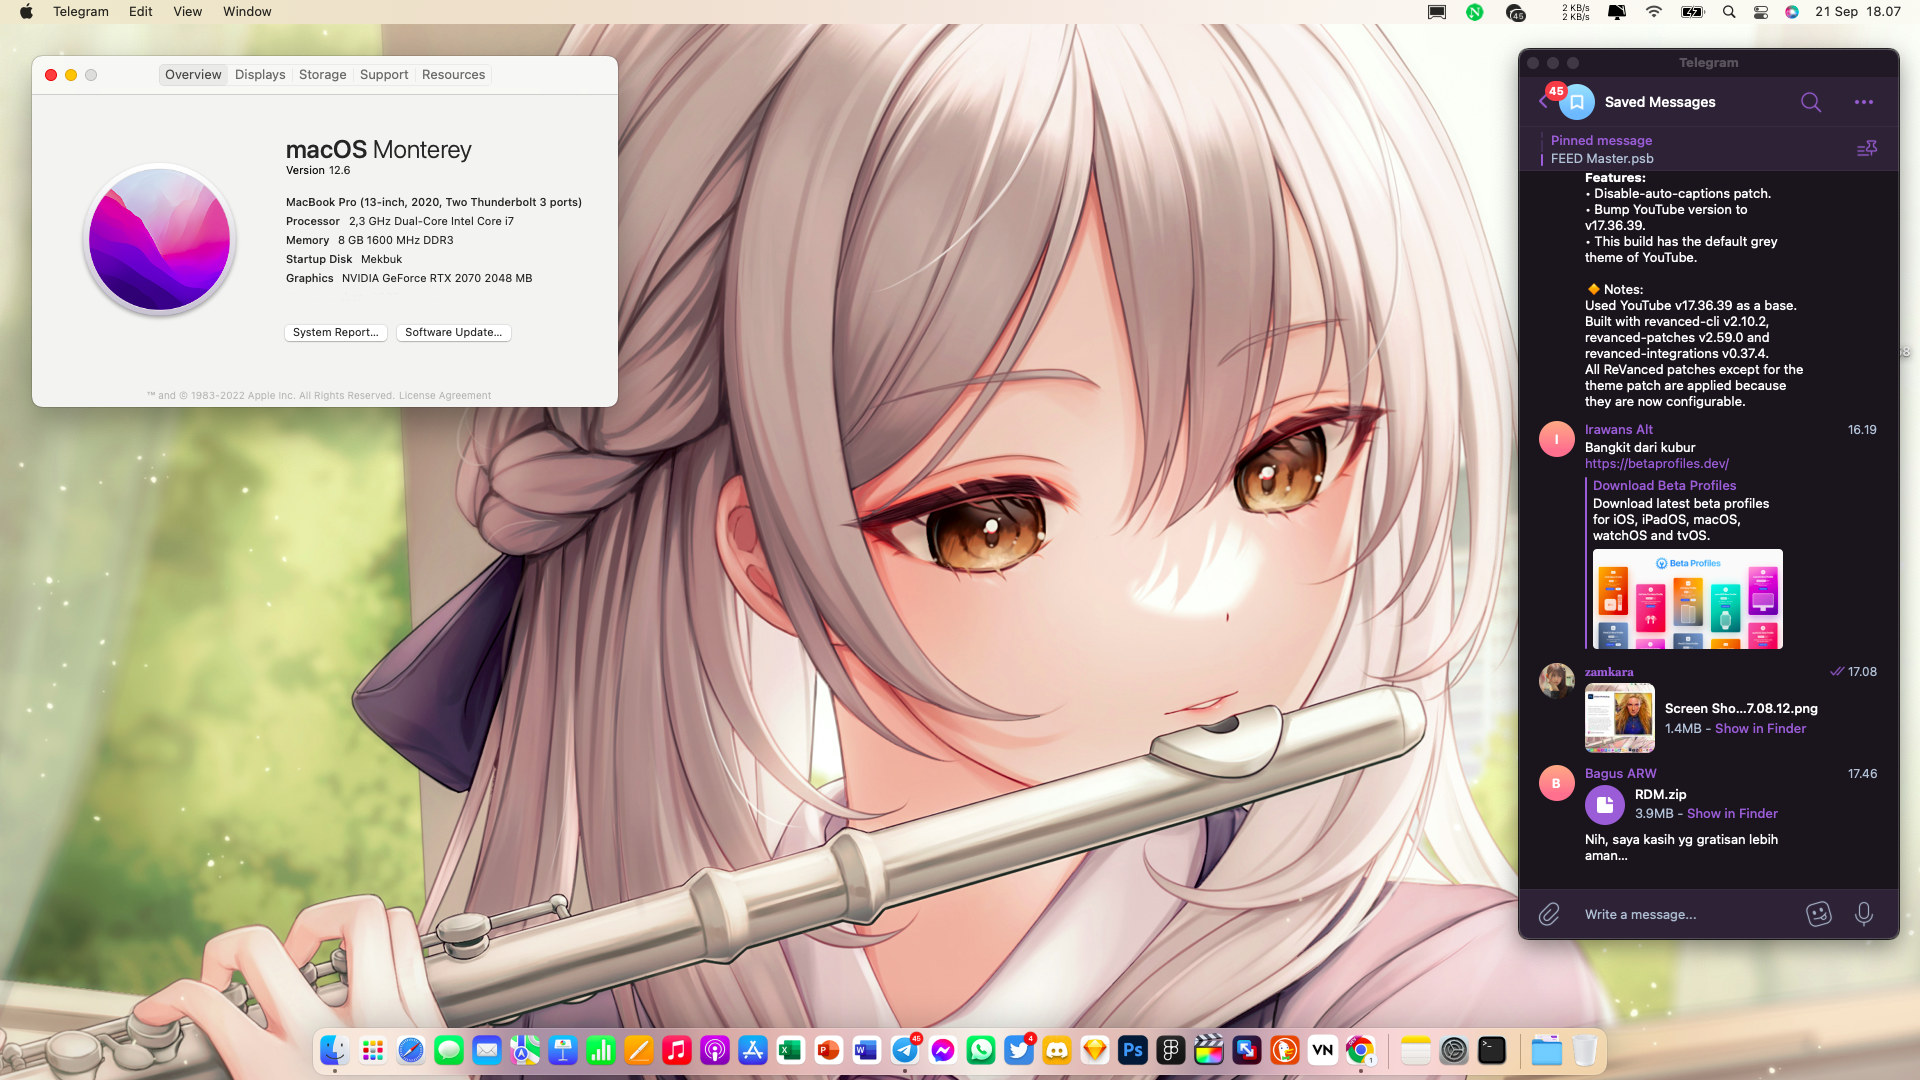 Telegram Edit View Window
45
2 KB/s
2 KB/s
21 Sep 18.07
Overview Displays Storage Support Resources
macOS Monterey
Version 12.6
MacBook Pro (13-inch, 2020, Two Thunderbolt 3 ports)
Processor 2,3 GHz Dual-Core Intel Core i7
Memory 8 GB 1600 MHz DDR3
Startup Disk Mekbuk
Graphics NVIDIA GeForce RTX 2070 2048 MB
System Report... Software Update...
™ and © 1983-2022 Apple Inc. All Rights Reserved. License Agreement
Telegram
45
Saved Messages
Pinned message
FEED Master.psb
Features:
• Disable-auto-captions patch.
• Bump YouTube version to
v17.36.39.
• This build has the default grey
theme of YouTube.
🔶 Notes:
Used YouTube v17.36.39 as a base.
Built with revanced-cli v2.10.2,
revanced-patches v2.59.0 and
revanced-integrations v0.37.4.
All ReVanced patches except for the
theme patch are applied because
they are now configurable.
I
Irawans Alt 16.19
Bangkit dari kubur
https://betaprofiles.dev/
Download Beta Profiles
Download latest beta profiles
for iOS, iPadOS, macOS,
watchOS and tvOS.
Beta Profiles
zamkara 17.08
Screen Sho...7.08.12.png
1.4MB - Show in Finder
B
Bagus ARW 17.46
RDM.zip
3.9MB - Show in Finder
Nih, saya kasih yg gratisan lebih
aman...
Write a message...
45
4
Ps
VN
1